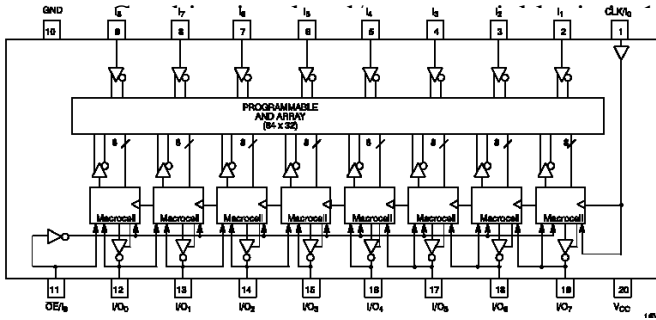 GND I8 I7 I6 I5 I4 I3 I2 I1 CLK/I0
10 9 8 7 6 5 4 3 2 1
PROGRAMMABLE
AND ARRAY
(64 x 32)
8 8 8 8 8 8 8 8
Macrocell Macrocell Macrocell Macrocell Macrocell Macrocell Macrocell Macrocell
11 12 13 14 15 16 17 18 19 20
OE/I9 I/O0 I/O1 I/O2 I/O3 I/O4 I/O5 I/O6 I/O7 VCC